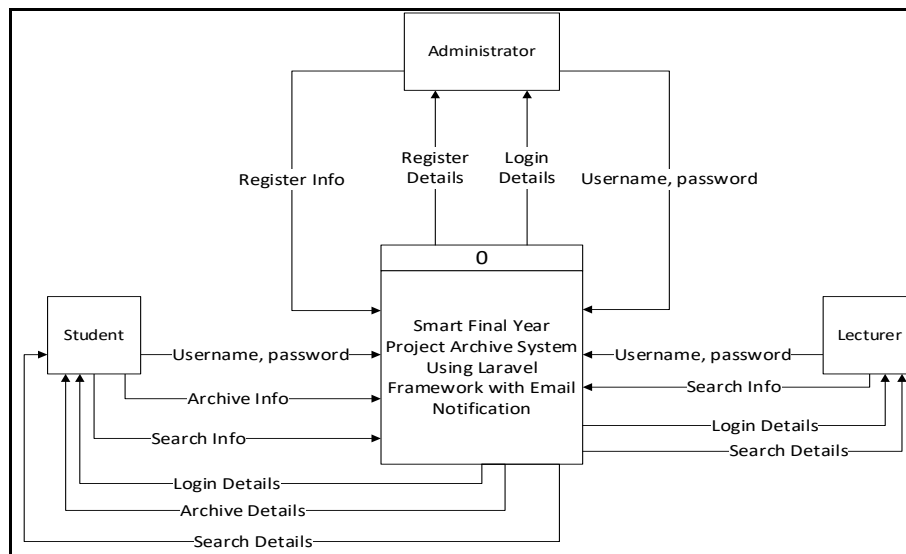 Administrator
Register Info
Register
Details
Login
Details
Username, password
0
Smart Final Year
Project Archive System
Using Laravel
Framework with Email
Notification
Student
Username, password
Archive Info
Search Info
Login Details
Archive Details
Search Details
Lecturer
Username, password
Search Info
Login Details
Search Details